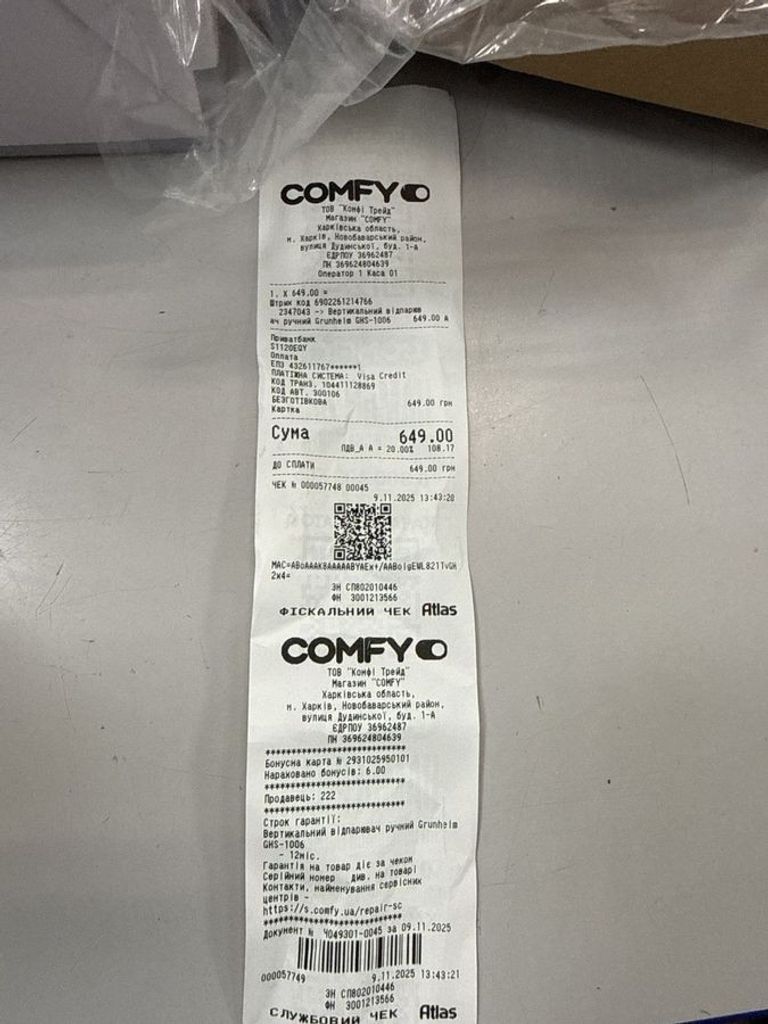 COMFY
ТОВ "Конфі Трейд"
Магазин "COMFY"
Харківська область,
м. Харків, Новобаварський район,
вулиця Дудинської, буд. 1-А
ЄДРПОУ 36962487
ПН 369624804639
Оператор 1 Каса 01
1. X 649.00 =
Штрих код 6902261214766
2347043 -> Вертикальний відпарюв
ач ручний Grunhelm GHS-1006 649.00 А
Приватбанк
S1120EQY
Оплата
ЕПЗ 432611767******1
ПЛАТІЖНА СИСТЕМА: Visa Credit
КОД ТРАНЗ. 104411128869
КОД АВТ. 300106
БЕЗГОТІВКОВА 649.00 грн
Картка
Сума 649.00
ПДВ_А А = 20.00% 108.17
ДО СПЛАТИ 649.00 грн
ЧЕК № 000057748 00045
9.11.2025 13:43:20
2x4=
ЗН СП802010446
ФН 3001213566
ФІСКАЛЬНИЙ ЧЕК Atlas
COMFY
ТОВ "Конфі Трейд"
Магазин "COMFY"
Харківська область,
м. Харків, Новобаварський район,
вулиця Дудинської, буд. 1-А
ЄДРПОУ 36962487
ПН 369624804639
Бонусна карта № 2931025950101
Нараховано бонусів: 6.00
Продавець: 222
Строк гарантії:
Вертикальний відпарювач ручний Grunhelm
GHS-1006
- 12міс.
Гарантія на товар діє за чеком
Серійний номер див. на товарі
Контакти, найменування сервісних
центрів -
https://s.comfy.ua/repair-sc
Документ № Ч049301-0045 за 09.11.2025
000057749 9.11.2025 13:43:21
ЗН СП802010446
ФН 3001213566
СЛУЖБОВИЙ ЧЕК Atlas